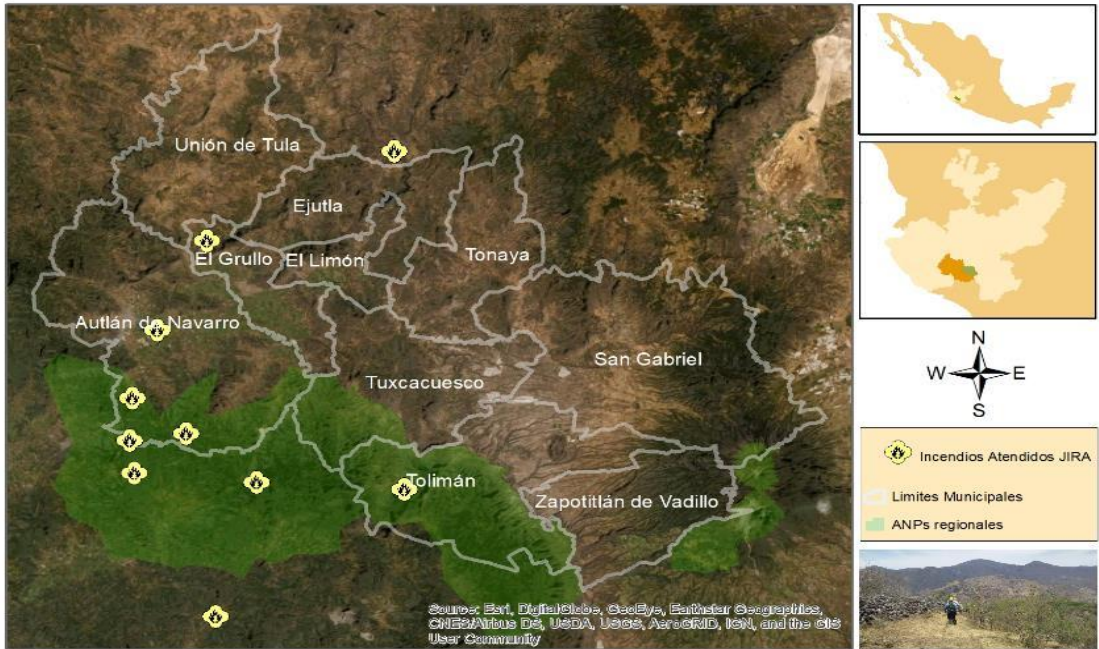 Unión de Tula
Ejutla
El Grullo
El Limón
Tonaya
Autlán de Navarro
San Gabriel
Tuxcacuesco
Tolimán
Zapotitlán de Vadillo
Source: Esri, DigitalGlobe, GeoEye, Earthstar Geographics,
CNES/Airbus DS, USDA, USGS, AeroGRID, IGN, and the GIS
User Community
N
W E
S
Incendios Atendidos JIRA
Limites Municipales
ANPs regionales